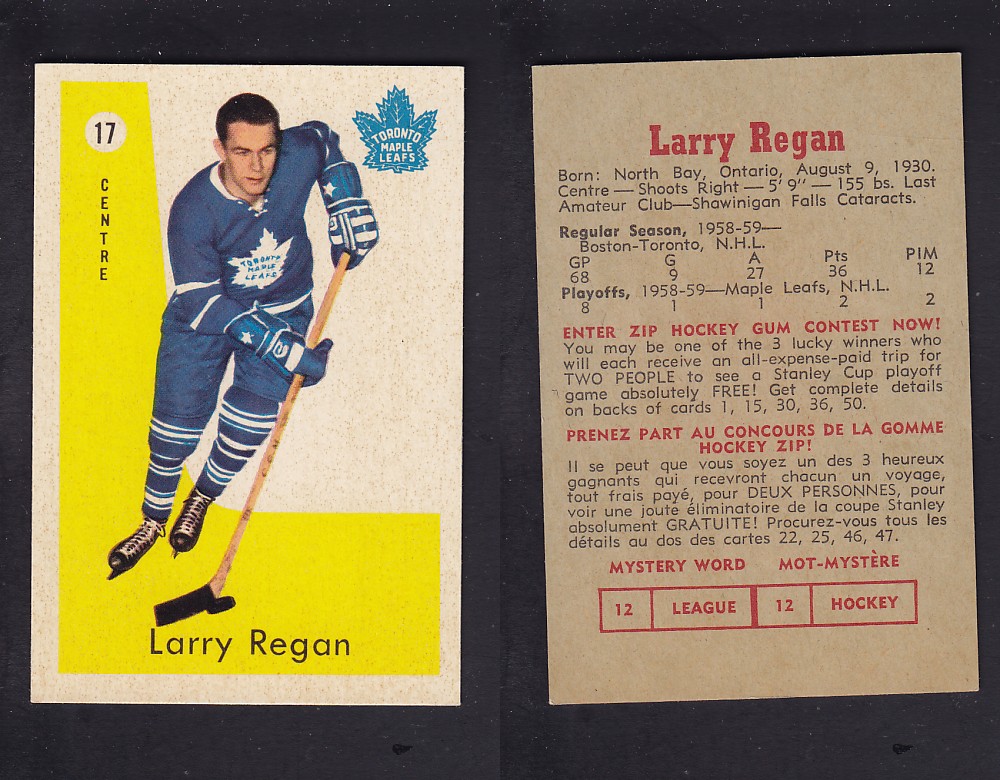 17
CENTRE
TORONTO
MAPLE
LEAFS
TORONTO
MAPLE
LEAFS
Larry Regan
Larry Regan
Born: North Bay, Ontario, August 9, 1930.
Centre — Shoots Right — 5' 9" — 155 bs. Last
Amateur Club—Shawinigan Falls Cataracts.
Regular Season, 1958-59—
Boston-Toronto, N.H.L.
GP G A Pts PIM
68 9 27 36 12
Playoffs, 1958-59—Maple Leafs, N.H.L.
8 1 1 2 2
ENTER ZIP HOCKEY GUM CONTEST NOW!
You may be one of the 3 lucky winners who
will each receive an all-expense-paid trip for
TWO PEOPLE to see a Stanley Cup playoff
game absolutely FREE! Get complete details
on backs of cards 1, 15, 30, 36, 50.
PRENEZ PART AU CONCOURS DE LA GOMME
HOCKEY ZIP!
Il se peut que vous soyez un des 3 heureux
gagnants qui recevront chacun un voyage,
tout frais payé, pour DEUX PERSONNES, pour
voir une joute éliminatoire de la coupe Stanley
absolument GRATUITE! Procurez-vous tous les
détails au dos des cartes 22, 25, 46, 47.
MYSTERY WORD MOT-MYSTÈRE
12 LEAGUE 12 HOCKEY